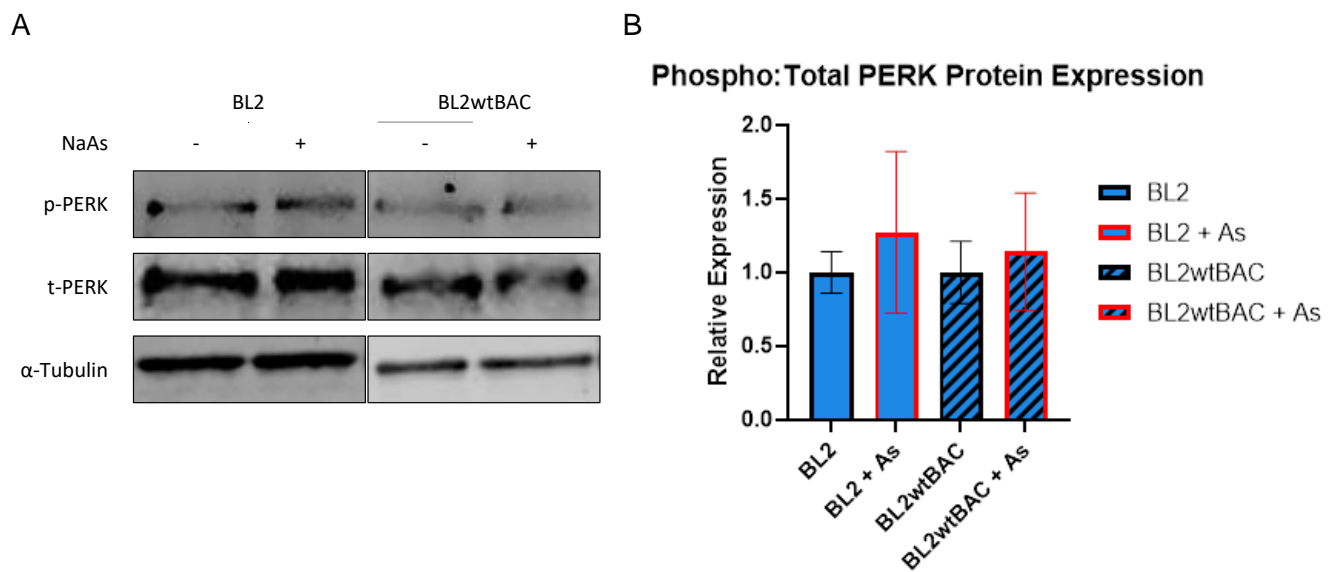 A
BL2 BL2wtBAC
NaAs - + - +
p-PERK
t-PERK
α-Tubulin
B
Phospho:Total PERK Protein Expression
Relative Expression
2.0
1.5
1.0
0.5
0.0
BL2
BL2 + As
BL2wtBAC
BL2wtBAC + As
BL2
BL2 + As
BL2wtBAC
BL2wtBAC + As